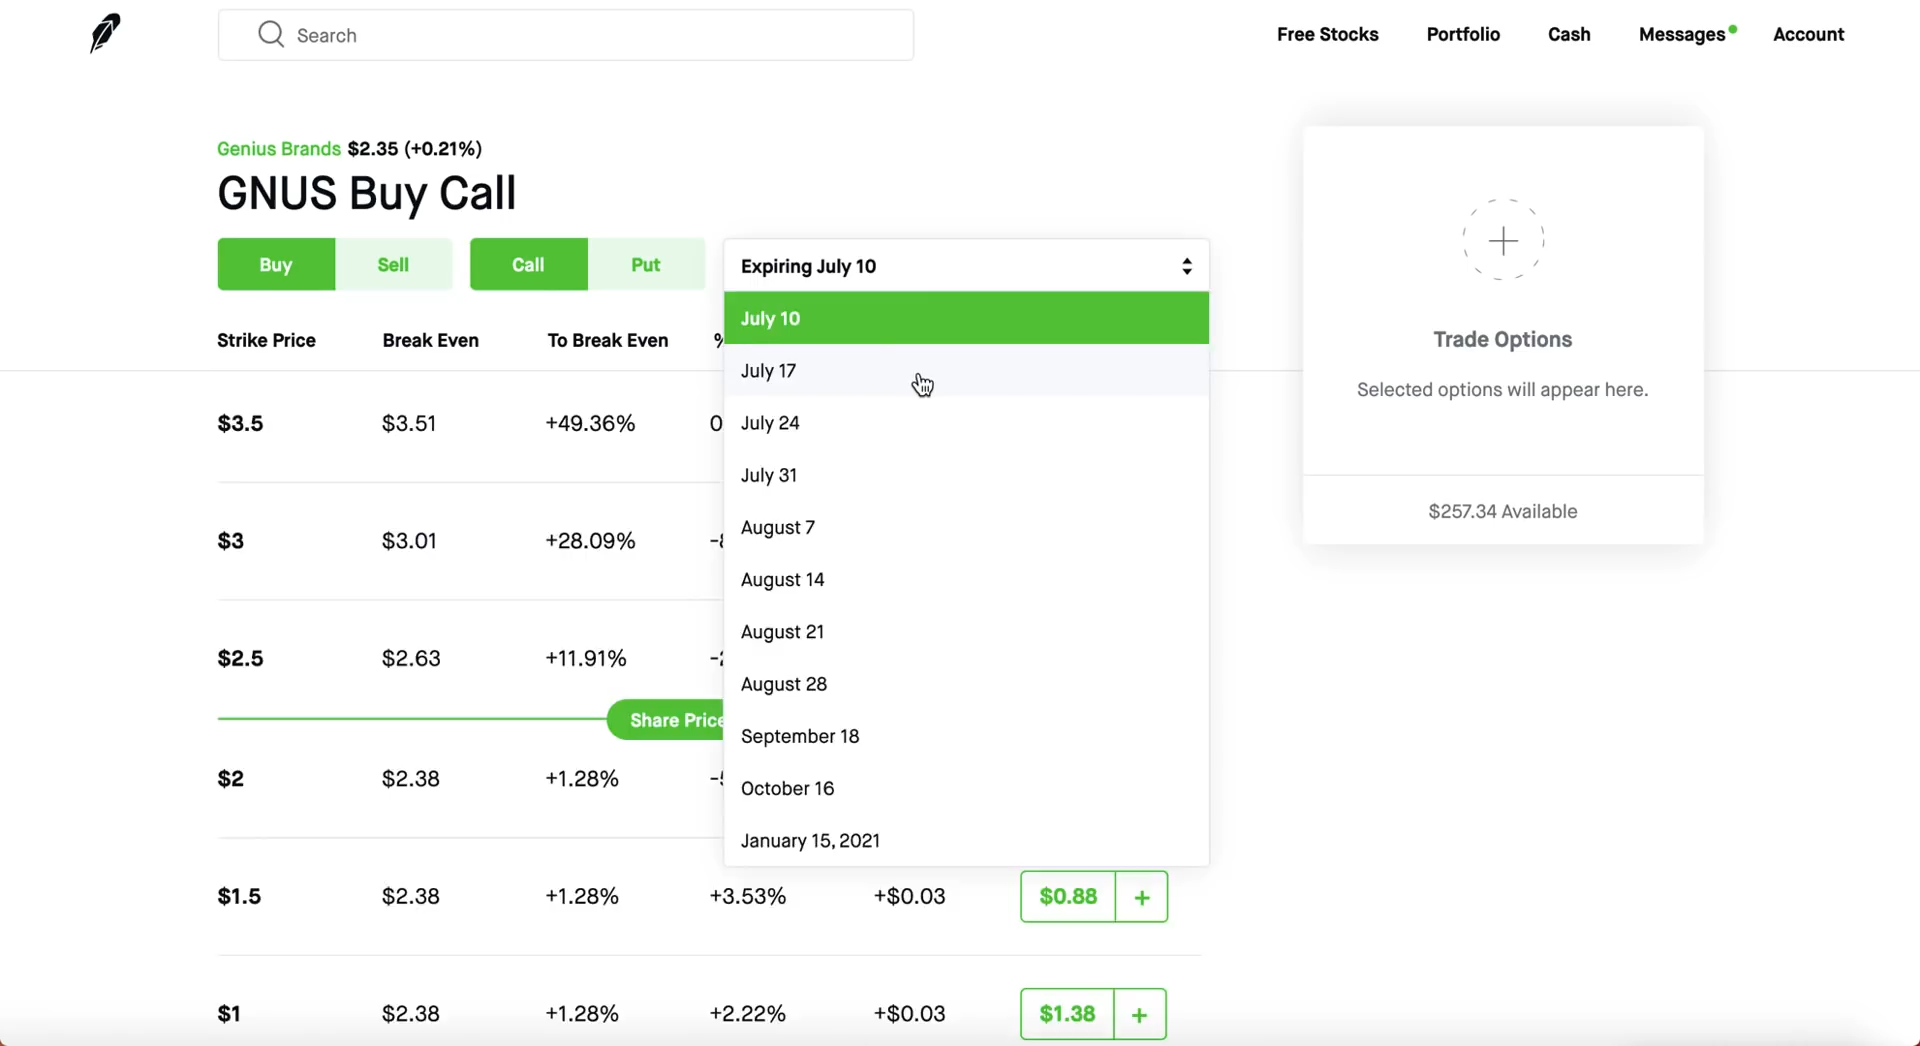 Search
Free Stocks
Portfolio
Cash
Messages
Account
Genius Brands $2.35 (+0.21%)
GNUS Buy Call
Buy
Sell
Call
Put
Expiring July 10
July 10
July 17
July 24
July 31
August 7
August 14
August 21
August 28
September 18
October 16
January 15, 2021
Strike Price Break Even To Break Even %
$3.5 $3.51 +49.36% 0
$3 $3.01 +28.09%
$2.5 $2.63 +11.91%
Share Price
$2 $2.38 +1.28%
$1.5 $2.38 +1.28% +3.53% +$0.03 $0.88 +
$1 $2.38 +1.28% +2.22% +$0.03 $1.38 +
Trade Options
Selected options will appear here.
$257.34 Available